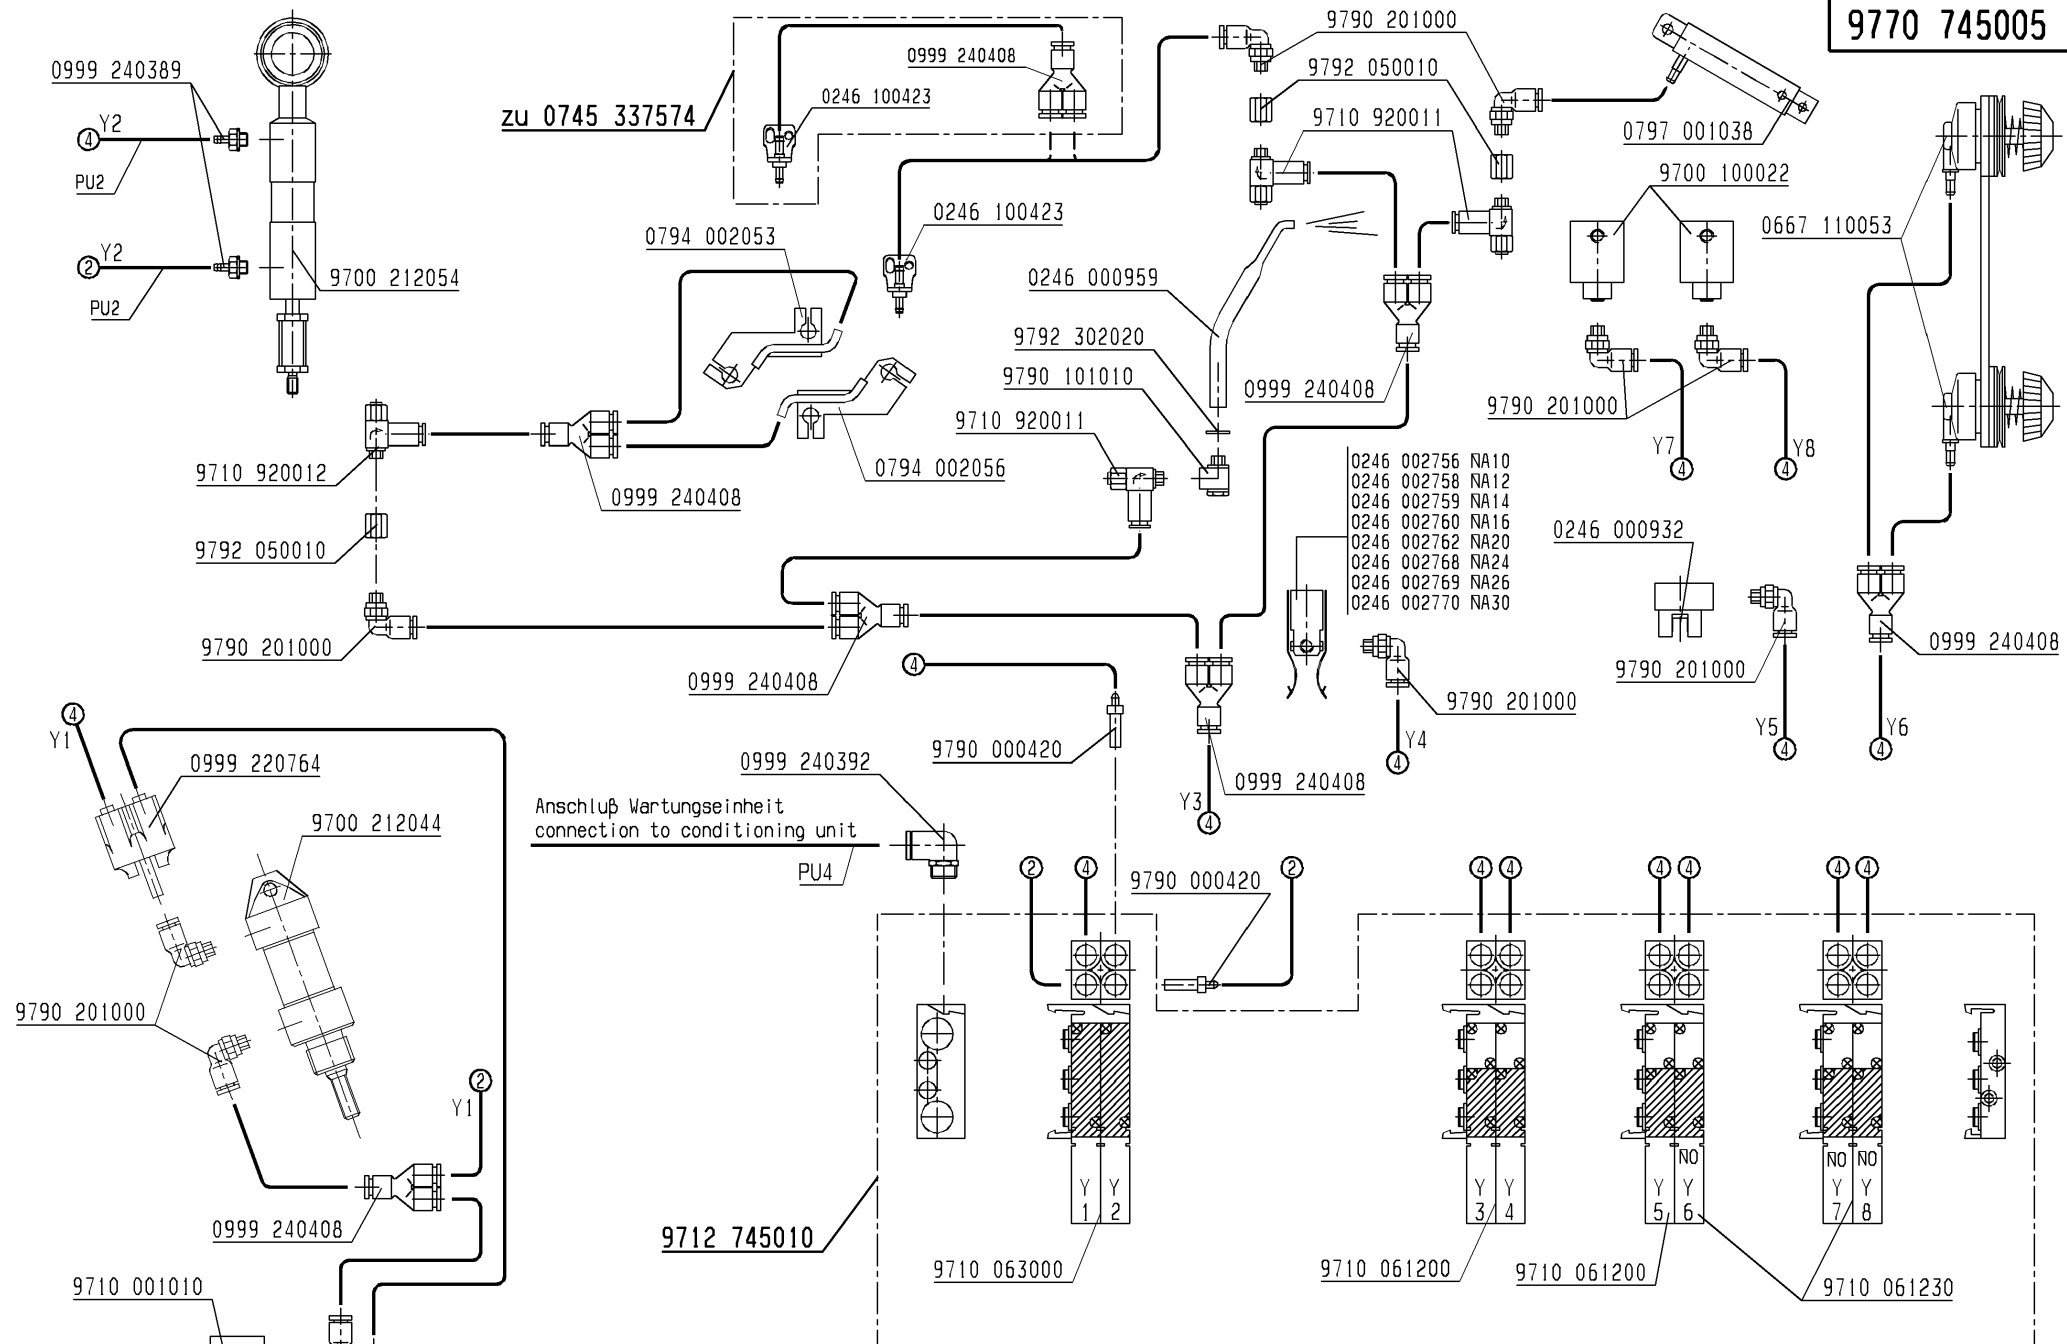 9770 745005
9790 201000
0999 240408
0999 240389
9792 050010
0246 100423
zu 0745 337574
9710 920011
0797 001038
Y2
4
PU2
9700 100022
0246 100423
0667 110053
0794 002053
Y2
2
PU2
9700 212054
0246 000959
9792 302020
9790 101010
0999 240408
9790 201000
9710 920011
Y7
4
4
Y8
9710 920012
0794 002056
0999 240408
0246 002756 NA10
0246 002758 NA12
0246 002759 NA14
0246 002760 NA16
0246 002762 NA20
0246 002768 NA24
0246 002769 NA26
0246 002770 NA30
0246 000932
9792 050010
9790 201000
0999 240408
9790 201000
0999 240408
4
9790 201000
4
Y1
Y5
4
Y6
4
Y4
4
9790 000420
0999 220764
0999 240392
0999 240408
Y3
4
Anschluß Wartungseinheit
connection to conditioning unit
PU4
9700 212044
2
4
9790 000420
2
4
4
4
4
4
4
9790 201000
2
Y1
NO
NO
NO
Y
1
Y
2
Y
3
Y
4
Y
5
Y
6
Y
7
Y
8
0999 240408
9712 745010
9710 063000
9710 061200
9710 061200
9710 061230
9710 001010